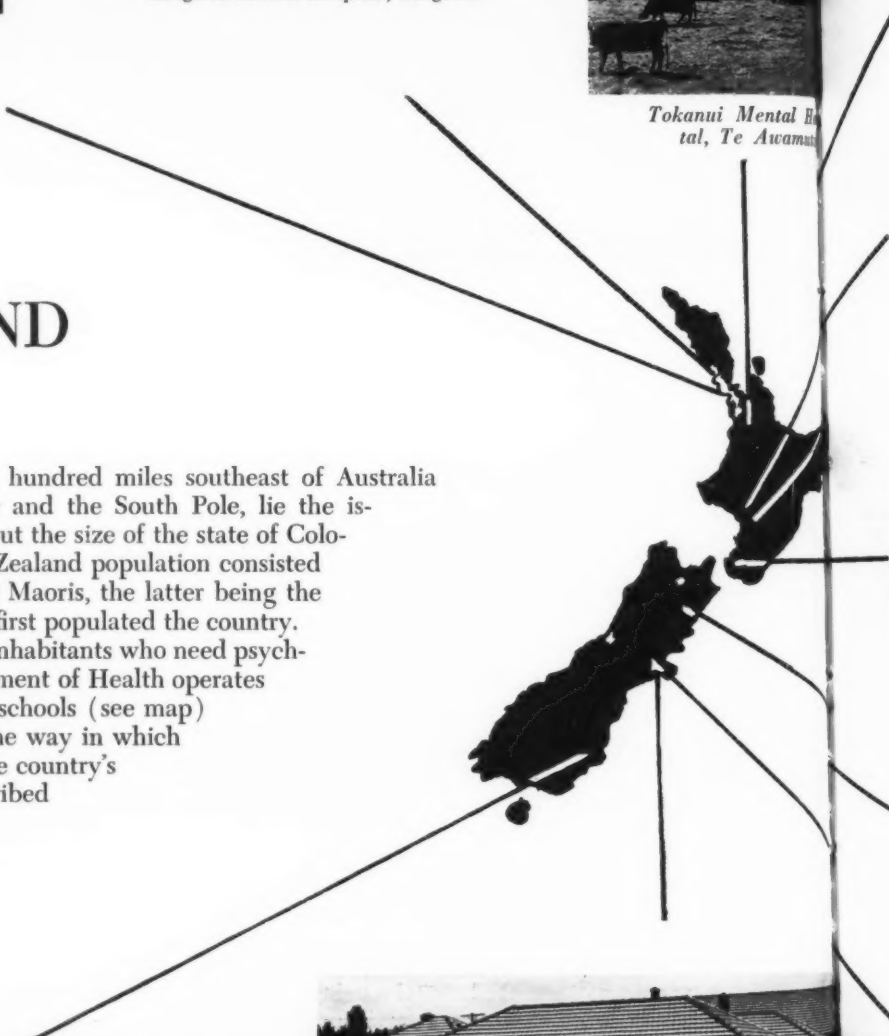 Tokanui Mental
tal, Te
ND
hundred miles southeast of Australia
and the South Pole, lie the is-
ut the size of the state of Colo-
Zealand population consisted
Maoris, the latter being the
first populated the country.
nhabitants who need psych-
ment of Health operates
schools (see map)
e way in which
e country's
ibed